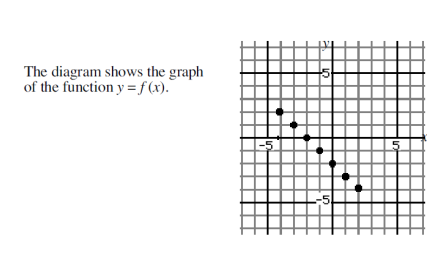 The diagram shows the graph
of the function y = f (x).
y
5
-5
5
x
-5